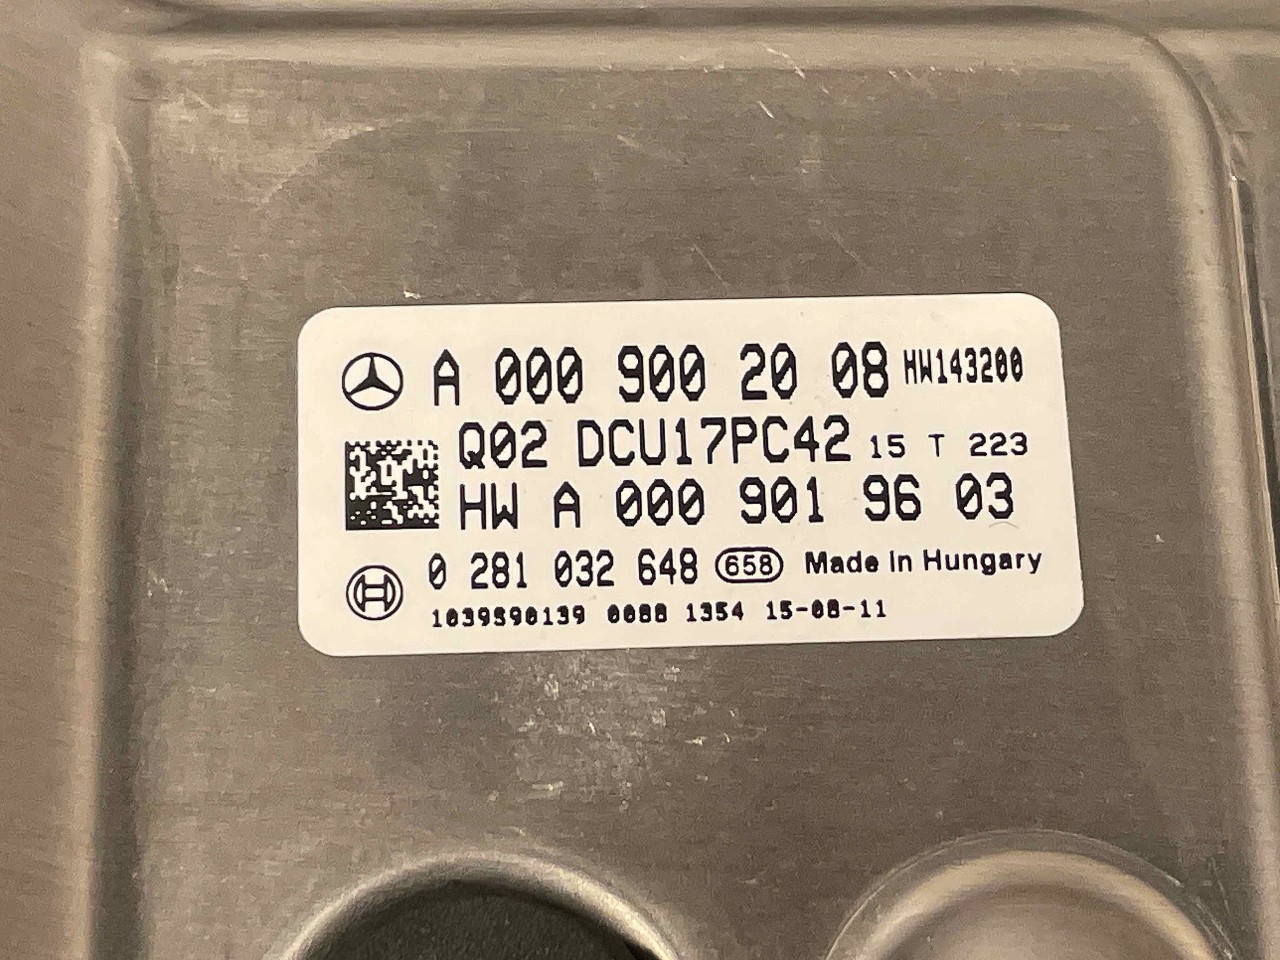 A 000 900 20 08 HW143200
Q02 DCU17PC42 15 T 223
HW A 000 901 96 03
0 281 032 648 658 Made in Hungary
1039S90139 0088 1354 15-08-11